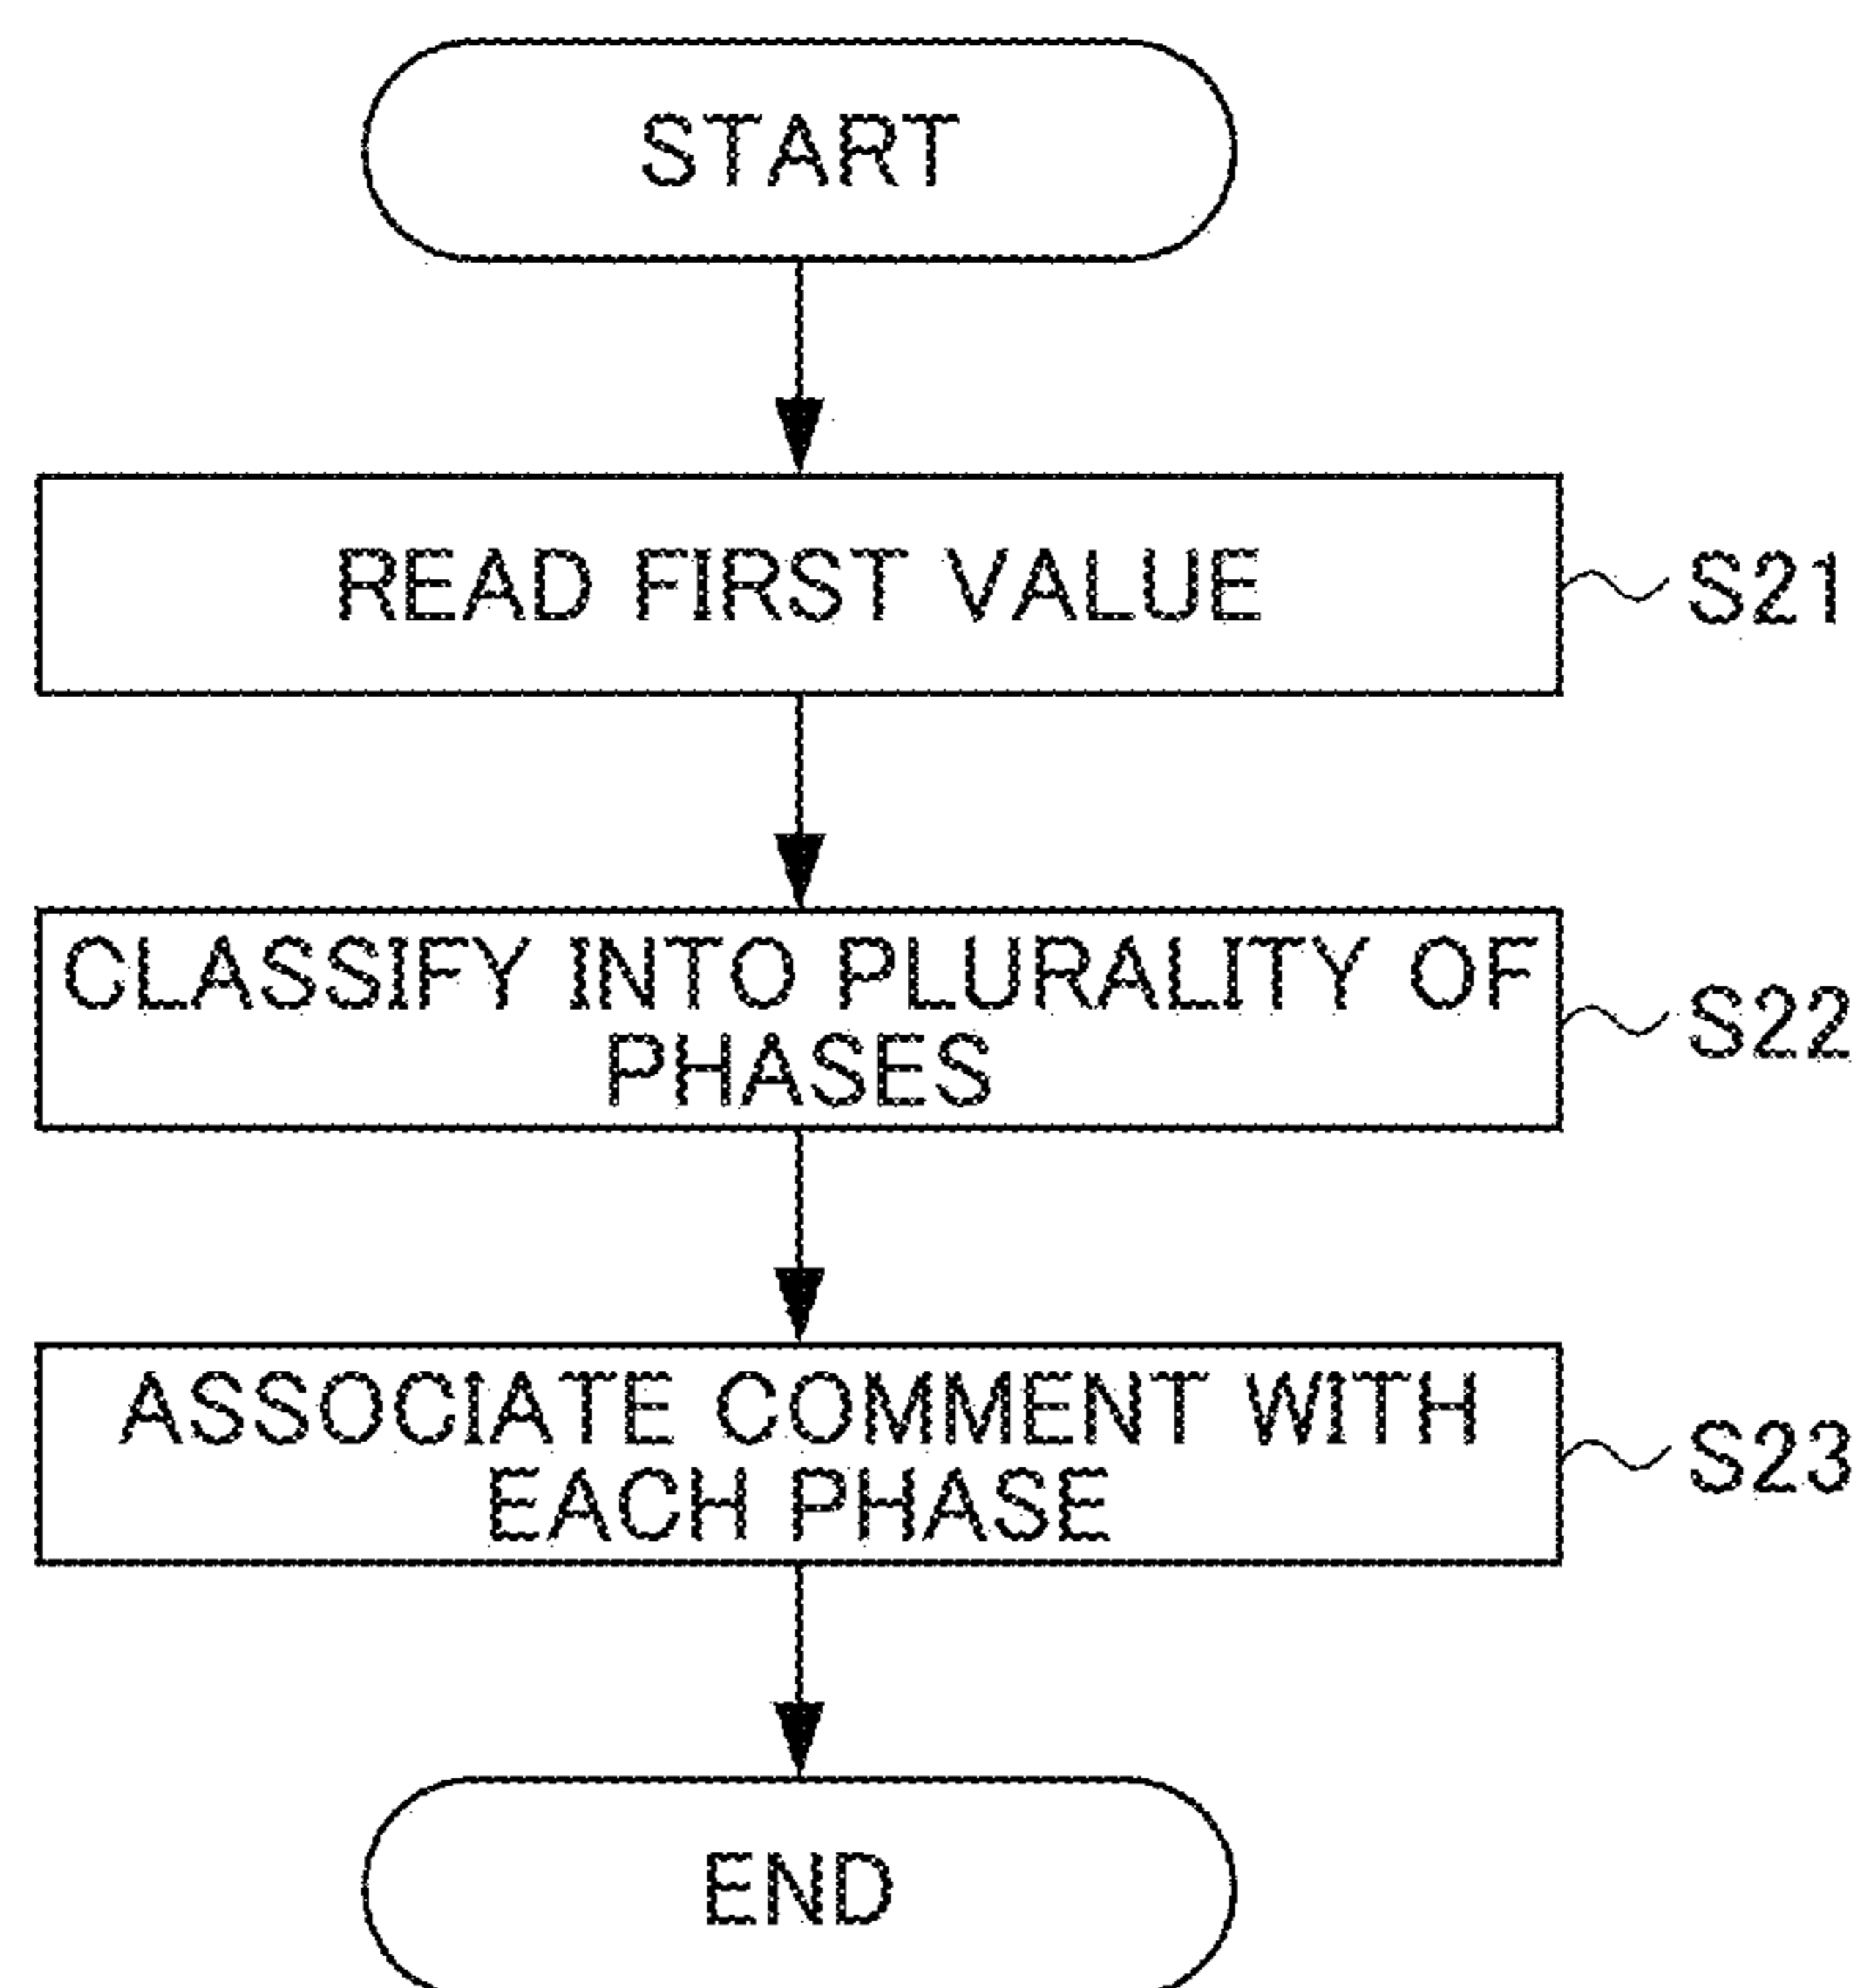 START
READ FIRST VALUE
S21
CLASSIFY INTO PLURALITY OF
PHASES
S22
ASSOCIATE COMMENT WITH
EACH PHASE
S23
END